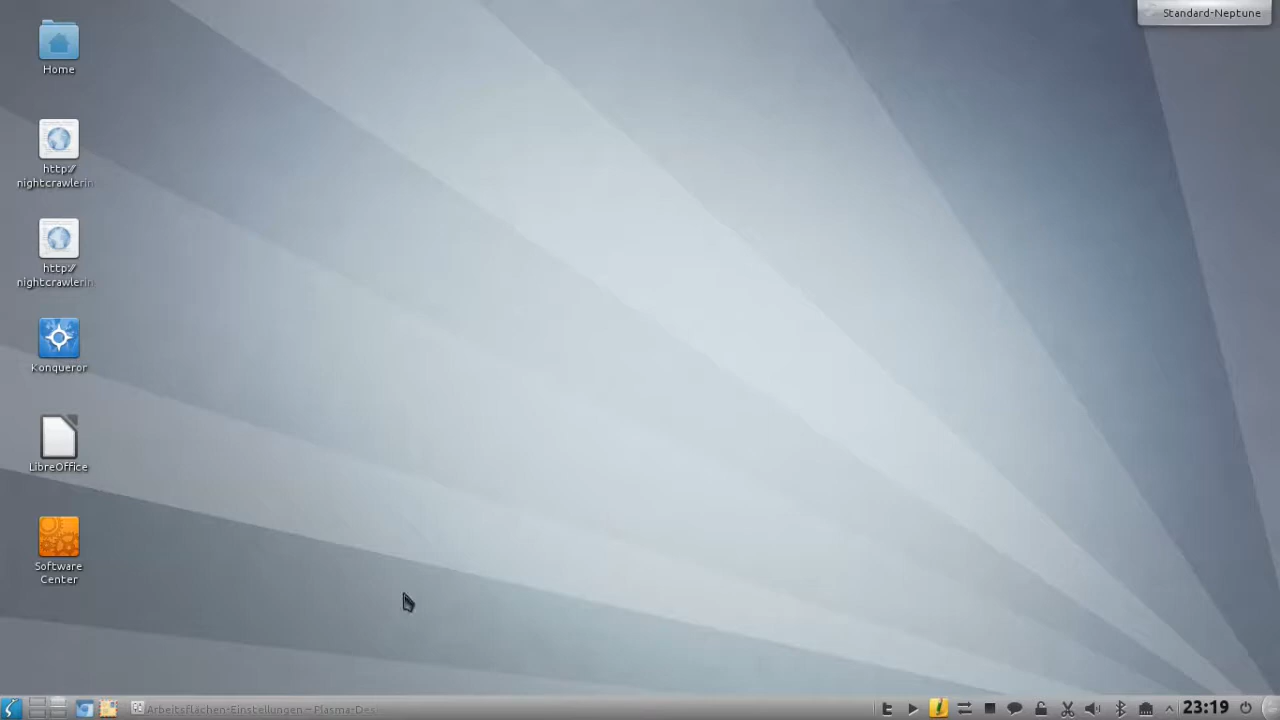 Standard-Neptune
Home
http://
nightcrawlerin
http://
nightcrawlerin
Konqueror
LibreOffice
Software
Center
Arbeitsflächen-Einstellungen – Plasma-Des
23:19